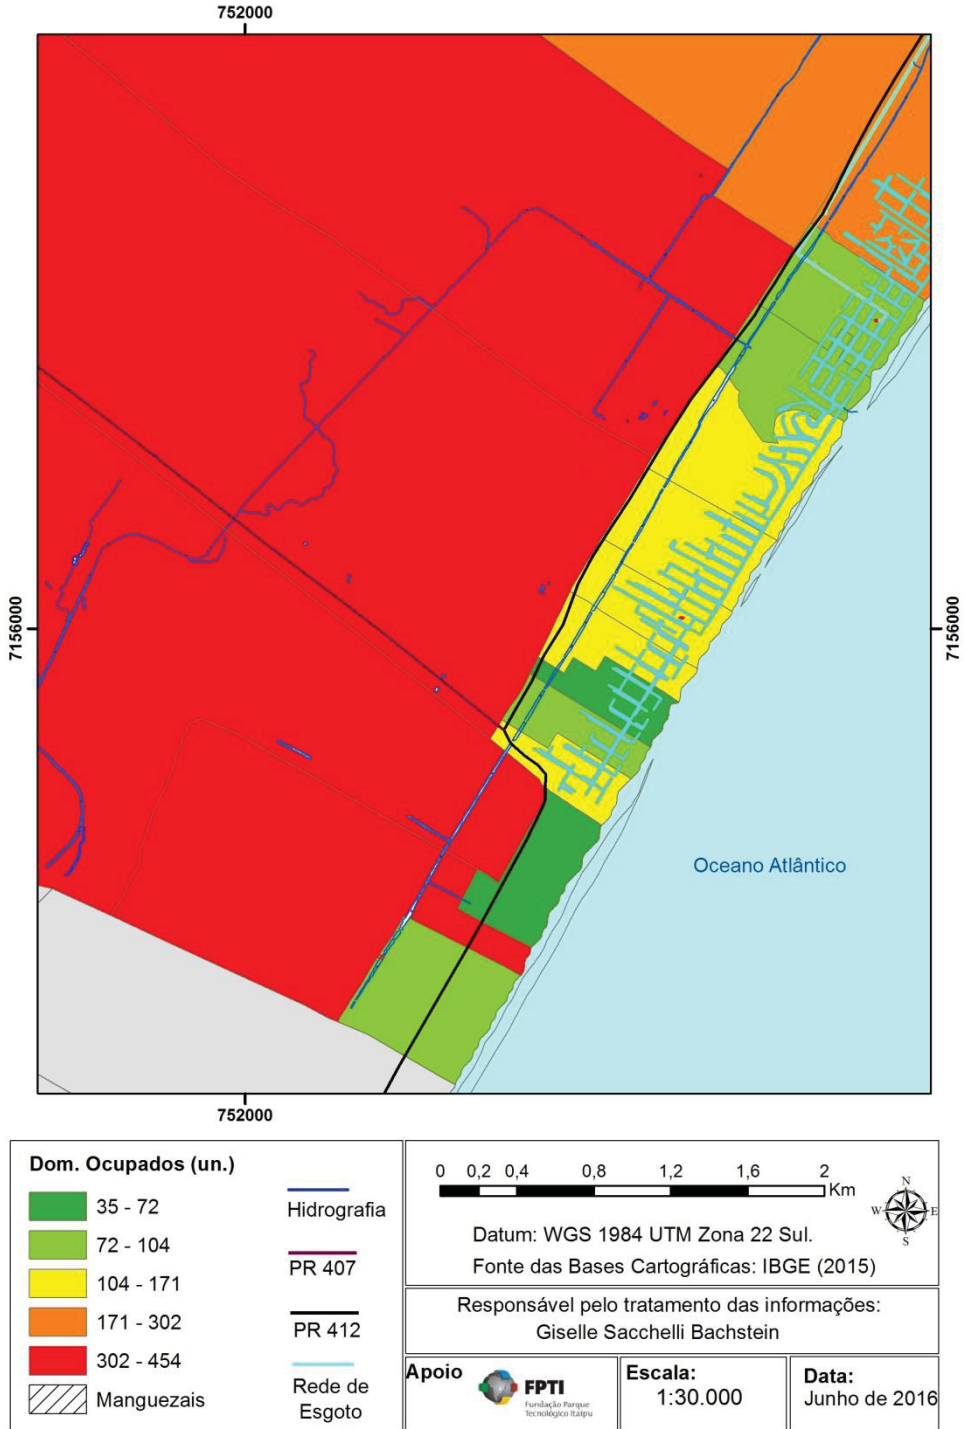 752000
7156000
7156000
Oceano Atlântico
752000
Dom. Ocupados (un.)
35 - 72
72 - 104
104 - 171
171 - 302
302 - 454
Manguezais
Hidrografia
PR 407
PR 412
Rede de
Esgoto
0 0,2 0,4 0,8 1,2 1,6 2
Km
N
W E
S
Datum: WGS 1984 UTM Zona 22 Sul.
Fonte das Bases Cartográficas: IBGE (2015)
Responsável pelo tratamento das informações:
Giselle Sacchelli Bachstein
Apoio
FPTI
Fundação Parque
Tecnológico Itaipu
Escala:
1:30.000
Data:
Junho de 2016